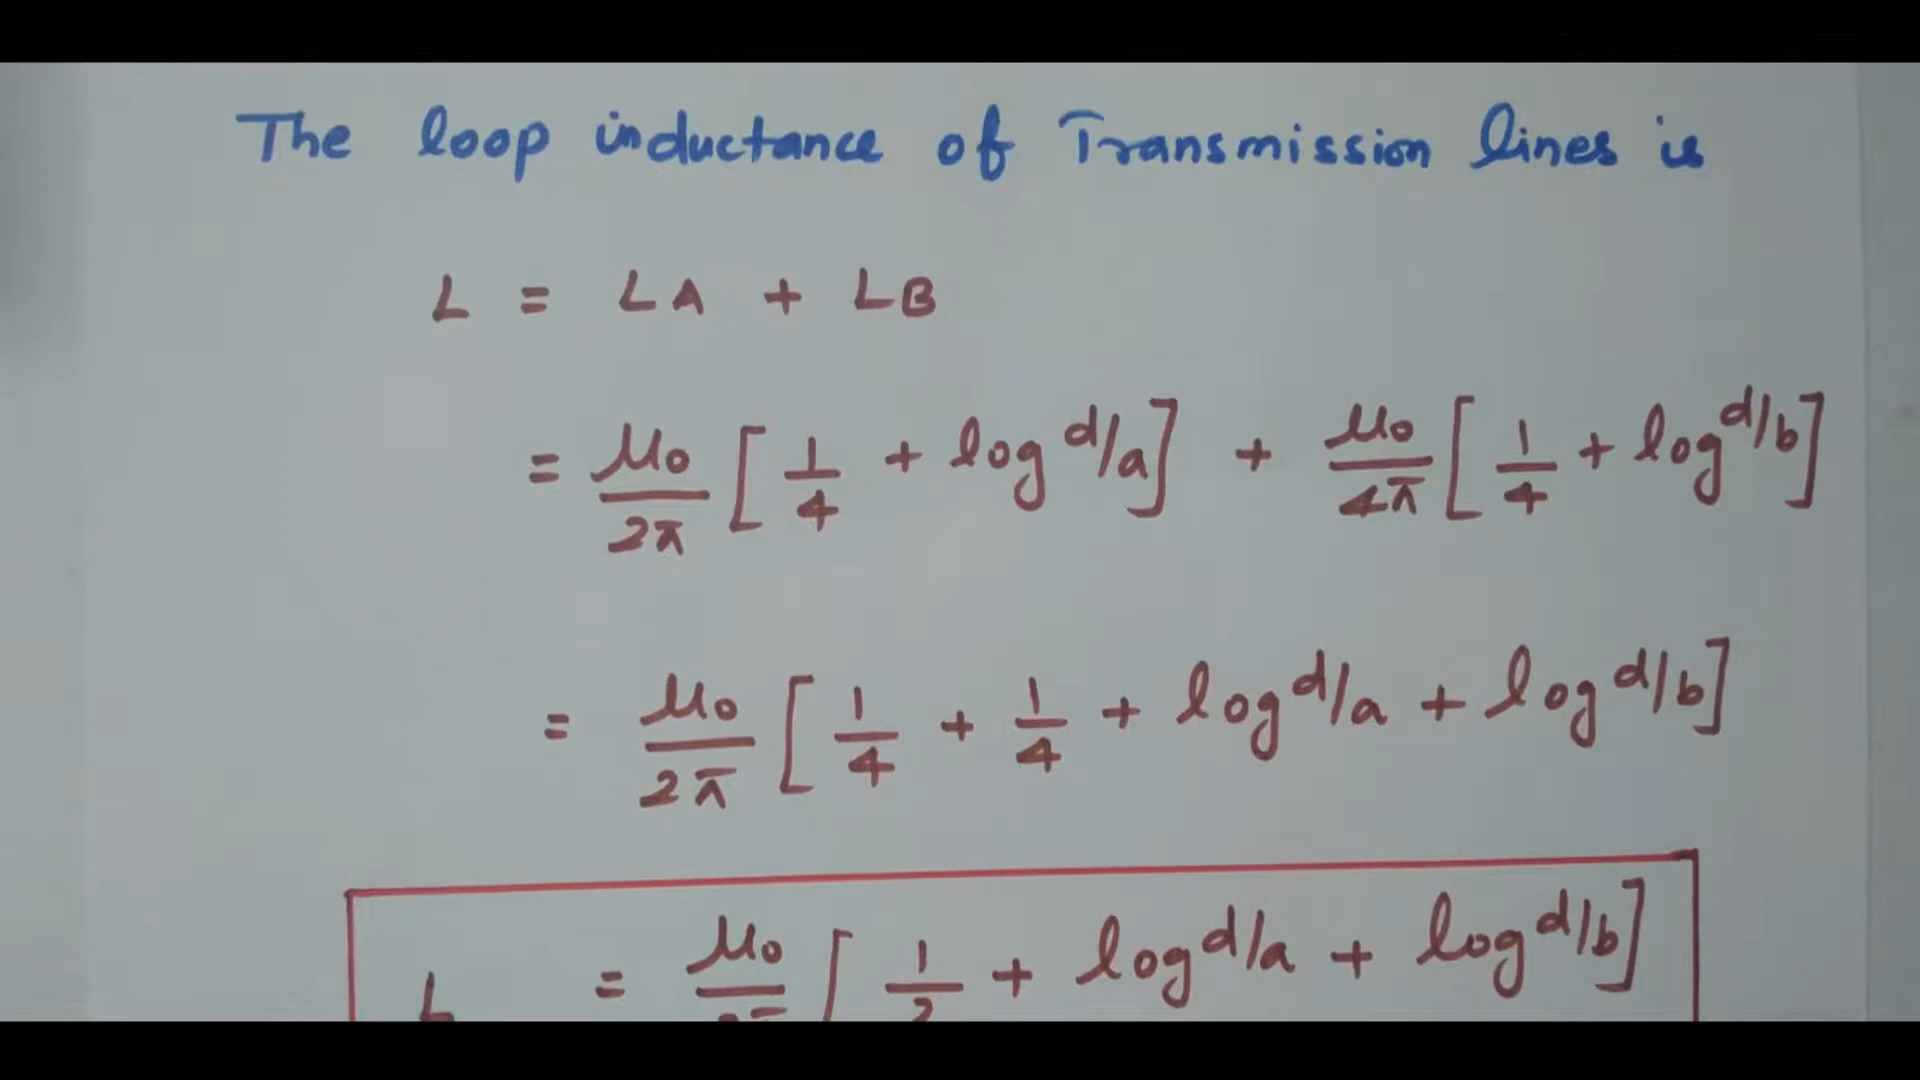 The loop inductance of Transmission lines is
L = LA + LB
= μ₀/2π [1/4 + log d/a] + μ₀/4π [1/4 + log d/b]
= μ₀/2π [1/4 + 1/4 + log d/a + log d/b]
L = μ₀/ [1/2 + log d/a + log d/b]